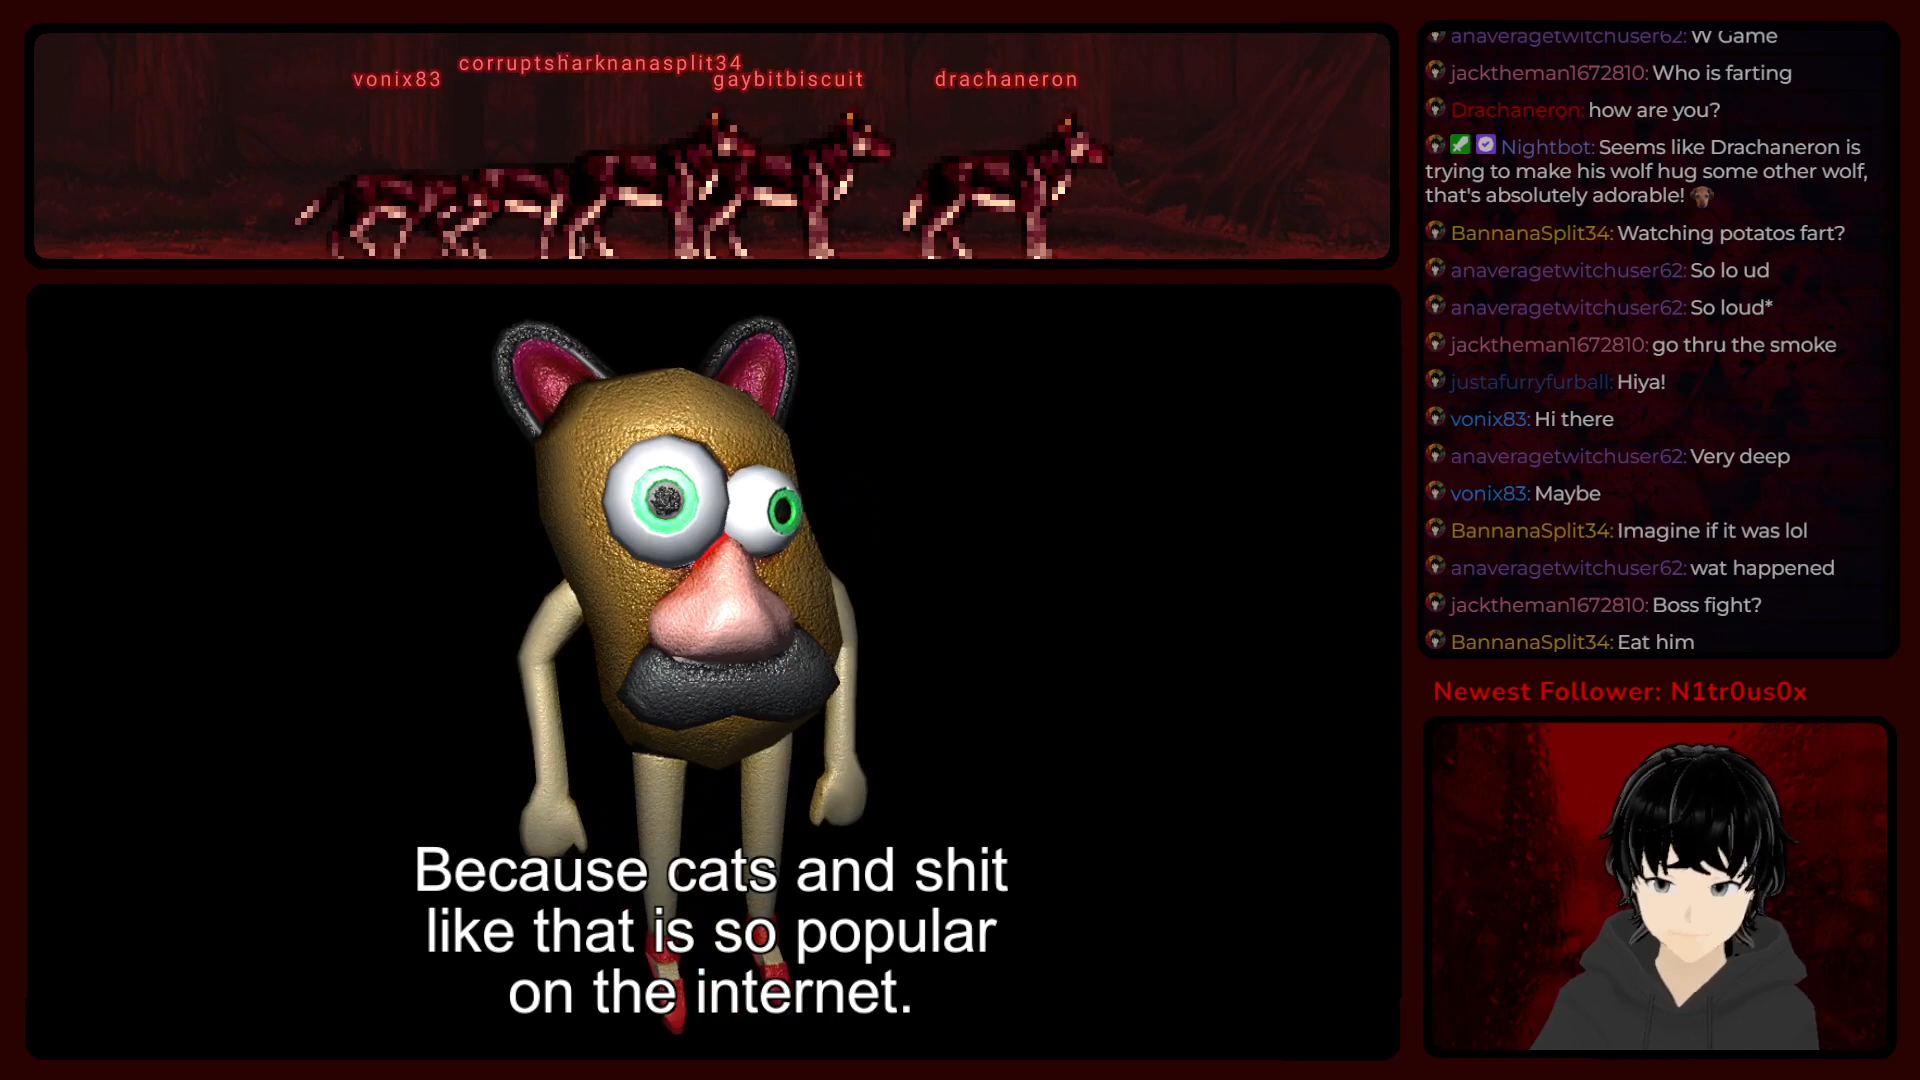 vonix83
corruptsharknanasplit34
gaybitbiscuit
drachaneron
Because cats and shit
like that is so popular
on the internet.
anaveragetwitchuser62: W Game
jacktheman1672810: Who is farting
Drachaneron: how are you?
Nightbot: Seems like Drachaneron is
trying to make his wolf hug some other wolf,
that's absolutely adorable!
BannanaSplit34: Watching potatos fart?
anaveragetwitchuser62: So lo ud
anaveragetwitchuser62: So loud*
jacktheman1672810: go thru the smoke
justafurryfurball: Hiya!
vonix83: Hi there
anaveragetwitchuser62: Very deep
vonix83: Maybe
BannanaSplit34: Imagine if it was lol
anaveragetwitchuser62: wat happened
jacktheman1672810: Boss fight?
BannanaSplit34: Eat him
Newest Follower: N1tr0us0x